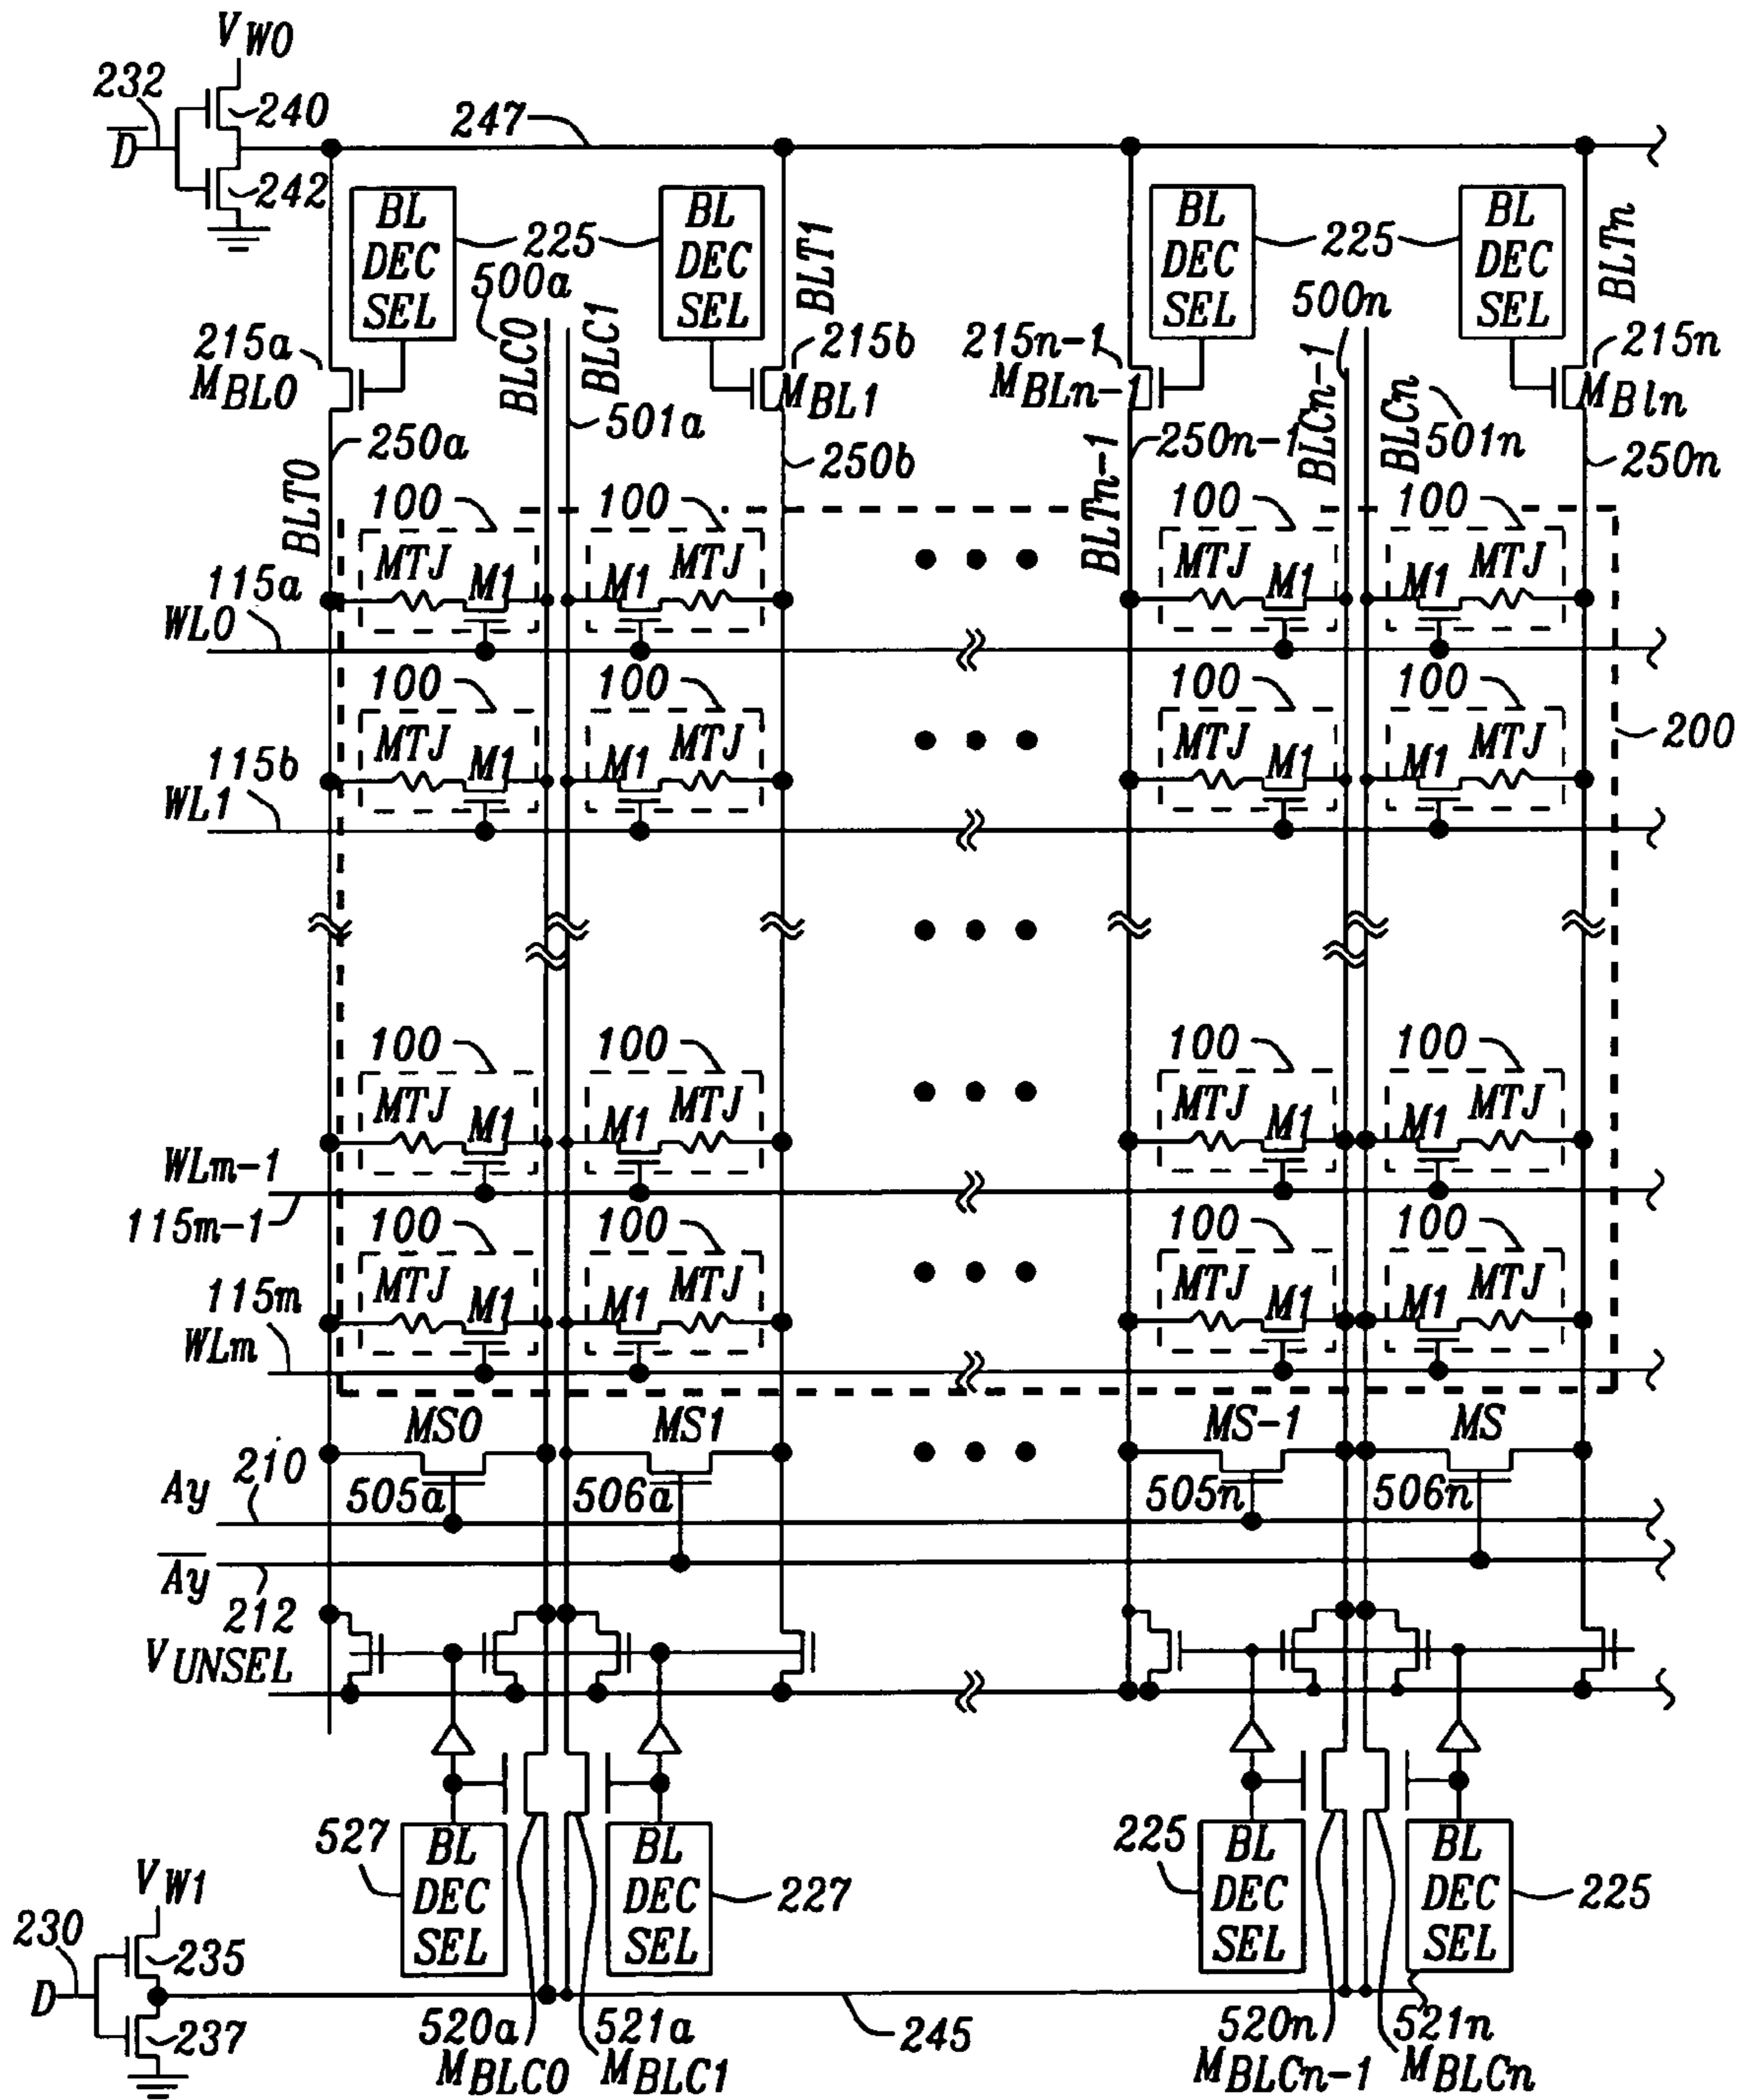 VW0
232
240
D
242
247
BL DEC SEL
225
BL DEC SEL
BLT1
BL DEC SEL
225
BL DEC SEL
BLTn
500a
BLC0
BLC1
500n
215a
MBL0
501a
215b
MBL1
215n-1
MBLn-1
BLCn-1
BLCn
501n
215n
MBln
250a
BLT0
250b
250n-1
BLTn-1
250n
100 100 100 100
MTJ M1 M1 MTJ MTJ M1 M1 MTJ
115a
WL0
100 100 100 100
200
MTJ M1 M1 MTJ MTJ M1 M1 MTJ
115b
WL1
100 100 100 100
MTJ M1 M1 MTJ MTJ M1 M1 MTJ
WLm-1
115m-1
100 100 100 100
MTJ M1 M1 MTJ MTJ M1 M1 MTJ
115m
WLm
MS0 MS1 MS-1 MS
Ay 210
505a 506a 505n 506n
Ay
212
VUNSEL
527
BL DEC SEL
BL DEC SEL
227
225
BL DEC SEL
BL DEC SEL
225
VW1
230
235
D
237
520a
MBLC0
521a
MBLC1
245
520n
MBLCn-1
521n
MBLCn